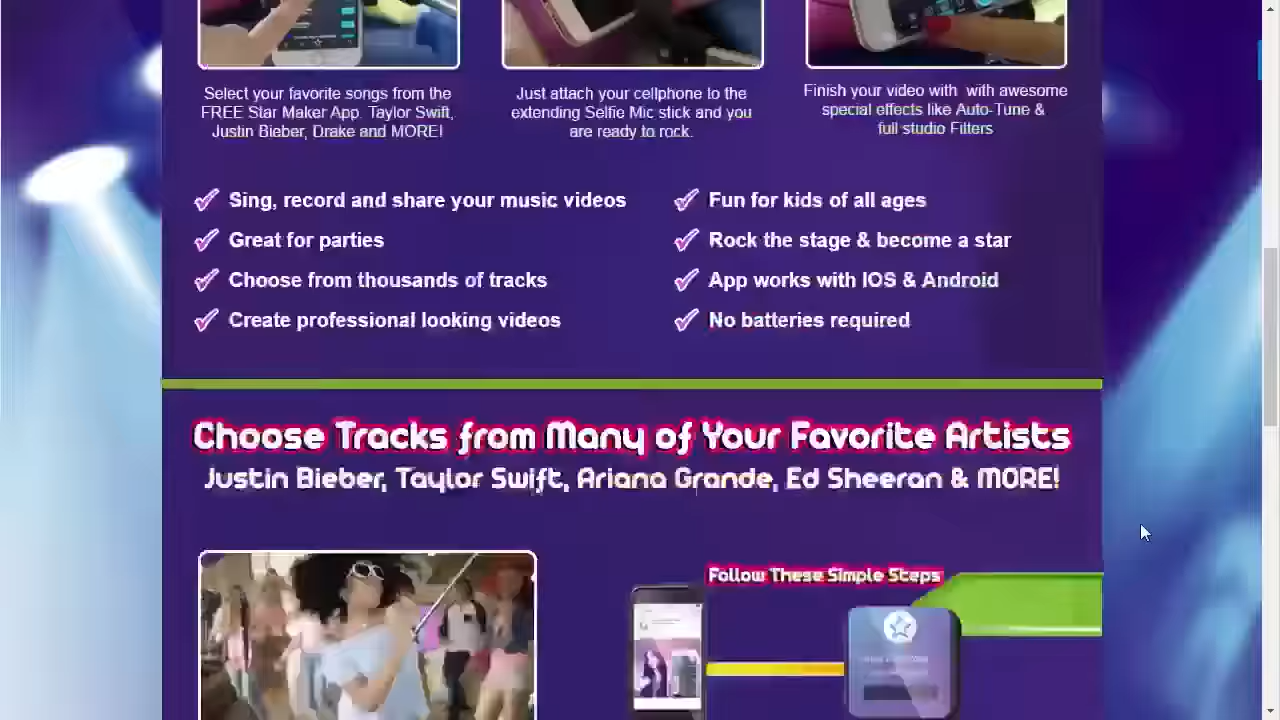 Select your favorite songs from the
FREE Star Maker App. Taylor Swift,
Justin Bieber, Drake and MORE!
Just attach your cellphone to the
extending Selfie Mic stick and you
are ready to rock.
Finish your video with with awesome
special effects like Auto-Tune &
full studio Filters
Sing, record and share your music videos
Great for parties
Choose from thousands of tracks
Create professional looking videos
Fun for kids of all ages
Rock the stage & become a star
App works with IOS & Android
No batteries required
Choose Tracks from Many of Your Favorite Artists
Justin Bieber, Taylor Swift, Ariana Grande, Ed Sheeran & MORE!
Follow These Simple Steps